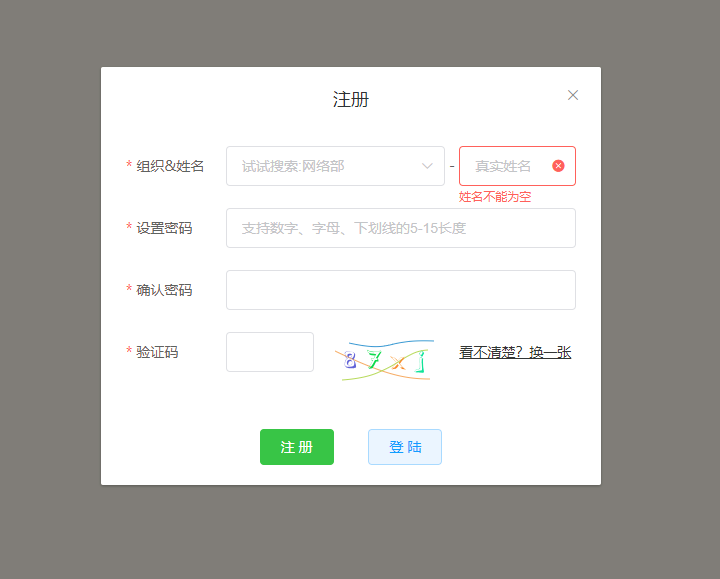 注册
* 组织&姓名 试试搜索:网络部 - 真实姓名
姓名不能为空
* 设置密码 支持数字、字母、下划线的5-15长度
* 确认密码
* 验证码 看不清楚？换一张
注 册 登 陆